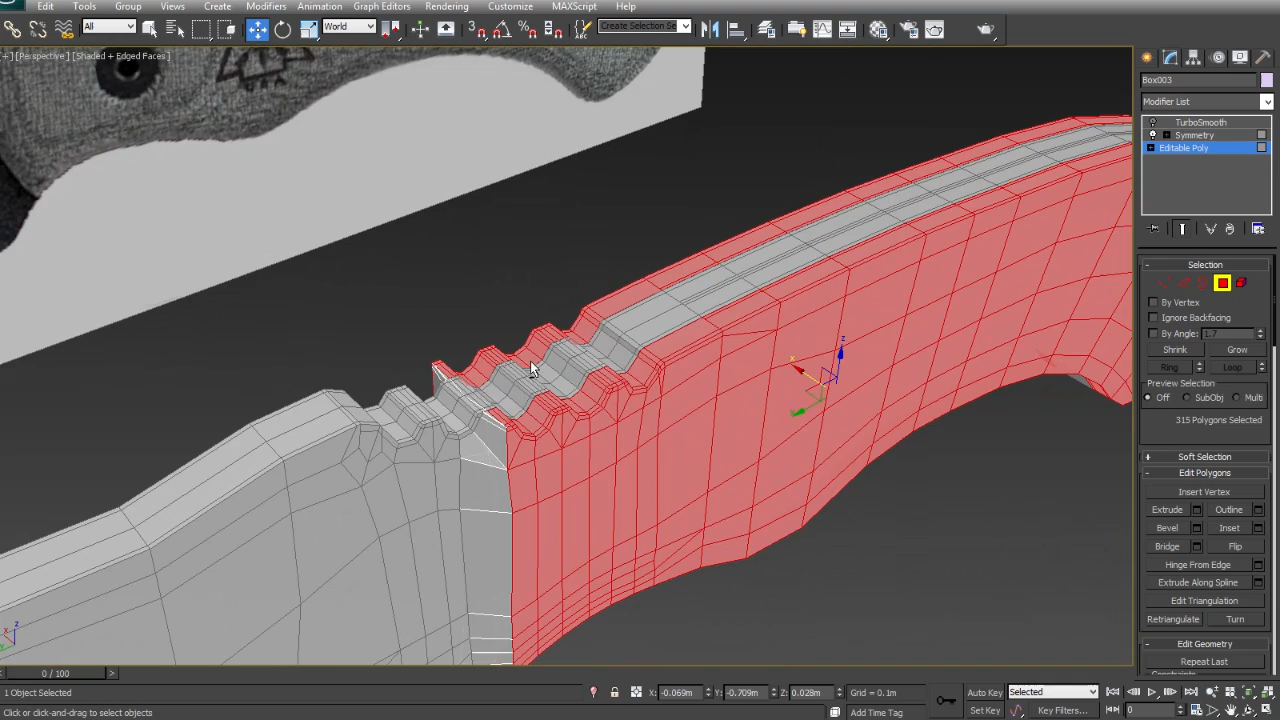 Edit Tools Group Views Create Modifiers Animation Graph Editors Rendering Customize MAXScript Help
All World Create Selection Se
[+] [Perspective] [Shaded + Edged Faces]
Box003
Modifier List
TurboSmooth
Symmetry
Editable Poly
- Selection
By Vertex
Ignore Backfacing
By Angle: 1.7
Shrink Grow
Ring Loop
Preview Selection
Off SubObj Multi
315 Polygons Selected
+ Soft Selection
- Edit Polygons
Insert Vertex
Extrude Outline
Bevel Inset
Bridge Flip
Hinge From Edge
Extrude Along Spline
Edit Triangulation
Retriangulate Turn
- Edit Geometry
Repeat Last
Constraints
x z y
z x y
0 / 100 >
1 Object Selected X: -0.069m Y: -0.709m Z: 0.028m Grid = 0.1m Auto Key Selected
Click or click-and-drag to select objects Add Time Tag Set Key Key Filters... 0